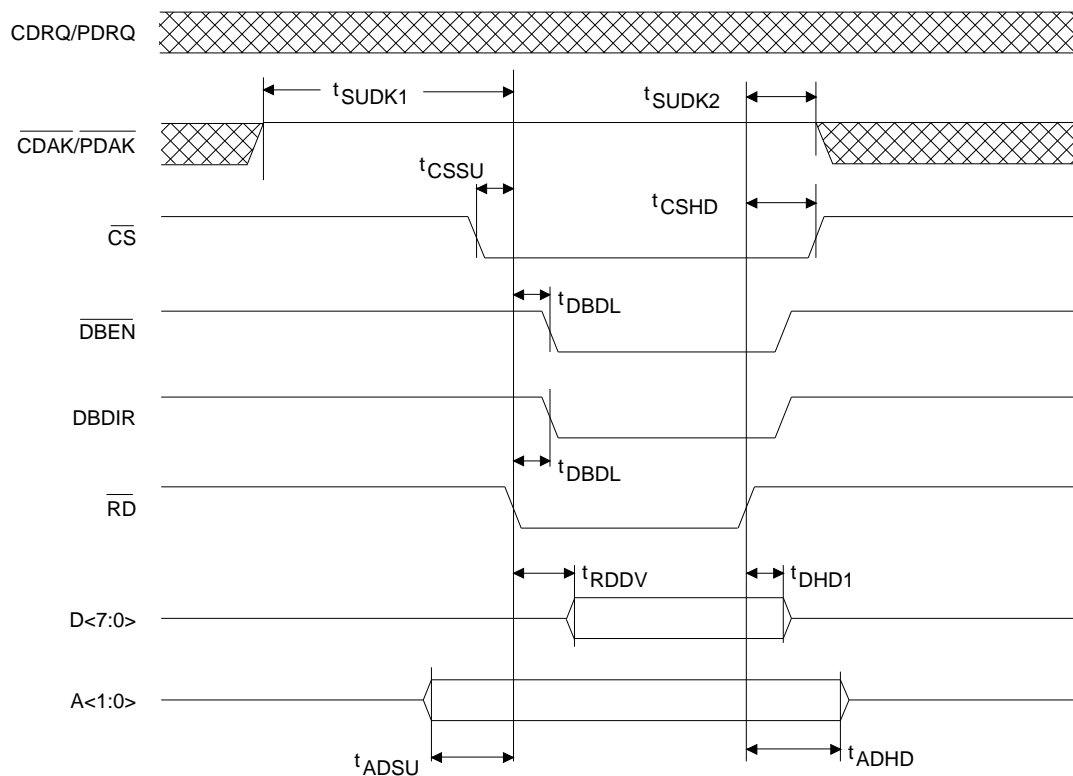 CDRQ/PDRQ
tSUDK1
tSUDK2
CDAK/PDAK
tCSSU
tCSHD
CS
tDBDL
DBEN
DBDIR
tDBDL
RD
tRDDV
tDHD1
D<7:0>
A<1:0>
tADSU
tADHD